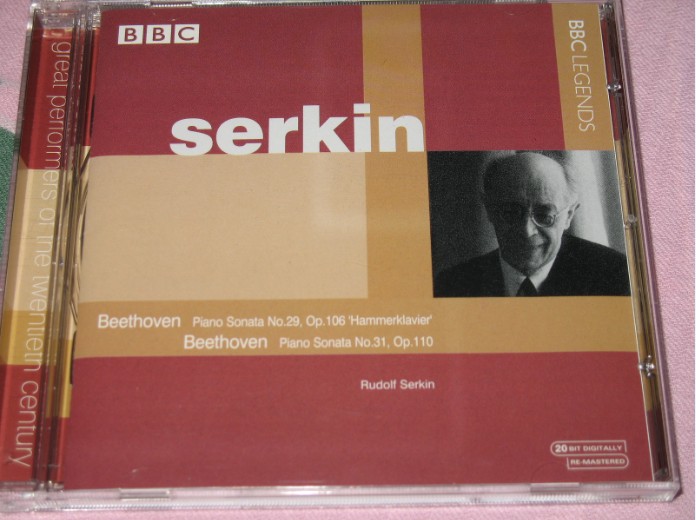 BBC
BBC LEGENDS
serkin
great performers of the twentieth century
Beethoven Piano Sonata No.29, Op.106 'Hammerklavier'
Beethoven Piano Sonata No.31, Op.110
Rudolf Serkin
20 BIT DIGITALLY
RE-MASTERED